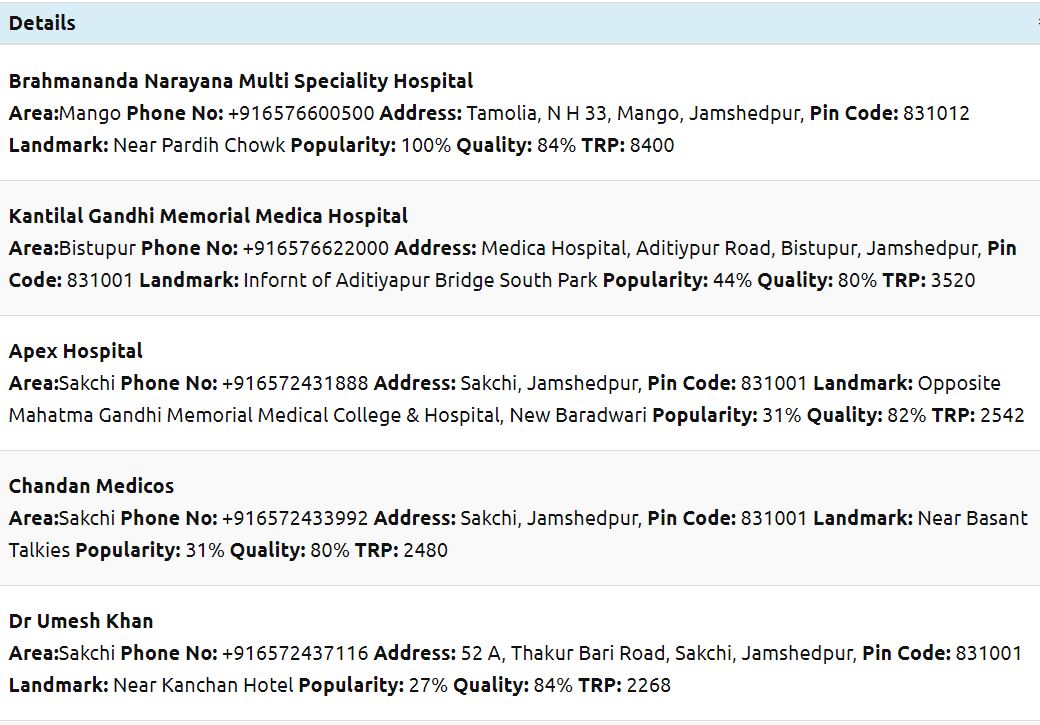 Details
Brahmananda Narayana Multi Speciality Hospital
Area:Mango Phone No: +916576600500 Address: Tamolia, N H 33, Mango, Jamshedpur, Pin Code: 831012
Landmark: Near Pardih Chowk Popularity: 100% Quality: 84% TRP: 8400
Kantilal Gandhi Memorial Medica Hospital
Area:Bistupur Phone No: +916576622000 Address: Medica Hospital, Aditiypur Road, Bistupur, Jamshedpur, Pin
Code: 831001 Landmark: Infornt of Aditiyapur Bridge South Park Popularity: 44% Quality: 80% TRP: 3520
Apex Hospital
Area:Sakchi Phone No: +916572431888 Address: Sakchi, Jamshedpur, Pin Code: 831001 Landmark: Opposite
Mahatma Gandhi Memorial Medical College & Hospital, New Baradwari Popularity: 31% Quality: 82% TRP: 2542
Chandan Medicos
Area:Sakchi Phone No: +916572433992 Address: Sakchi, Jamshedpur, Pin Code: 831001 Landmark: Near Basant
Talkies Popularity: 31% Quality: 80% TRP: 2480
Dr Umesh Khan
Area:Sakchi Phone No: +916572437116 Address: 52 A, Thakur Bari Road, Sakchi, Jamshedpur, Pin Code: 831001
Landmark: Near Kanchan Hotel Popularity: 27% Quality: 84% TRP: 2268